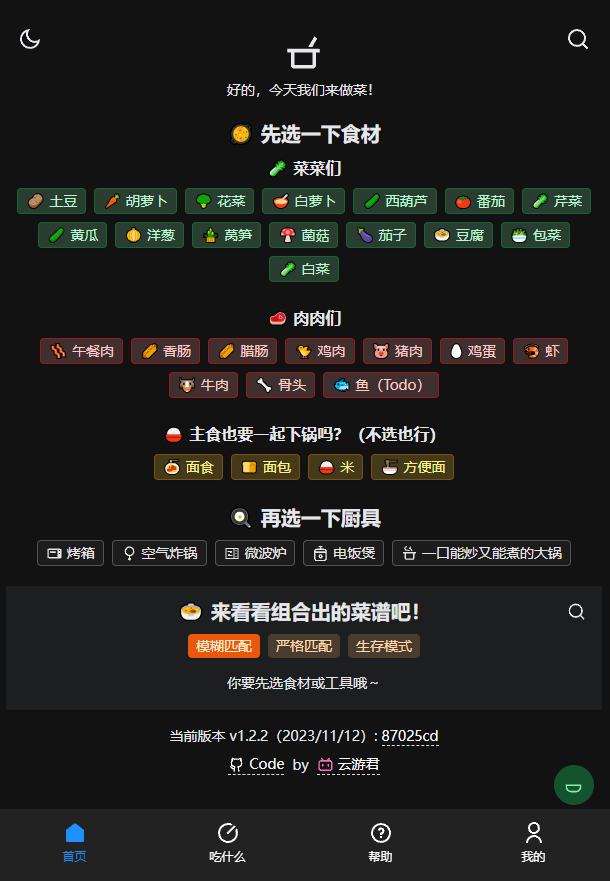 好的，今天我们来做菜！
先选一下食材
菜菜们
土豆 胡萝卜 花菜 白萝卜 西葫芦 番茄 芹菜
黄瓜 洋葱 莴笋 菌菇 茄子 豆腐 包菜
白菜
肉肉们
午餐肉 香肠 腊肠 鸡肉 猪肉 鸡蛋 虾
牛肉 骨头 鱼（Todo）
主食也要一起下锅吗？（不选也行）
面食 面包 米 方便面
再选一下厨具
烤箱 空气炸锅 微波炉 电饭煲 一口能炒又能煮的大锅
来看看组合出的菜谱吧！
模糊匹配 严格匹配 生存模式
你要先选食材或工具哦～
当前版本 v1.2.2（2023/11/12）: 87025cd
Code by 云游君
首页 吃什么 帮助 我的